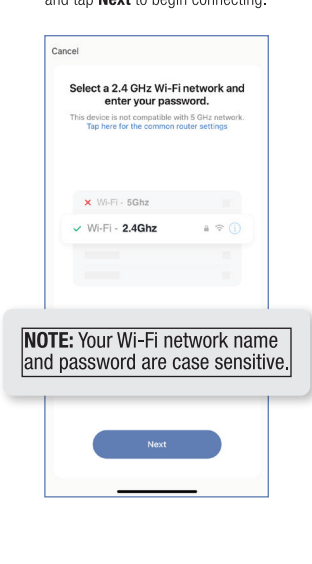 and tap Next to begin connecting.
Cancel
Select a 2.4 GHz Wi-Fi network and
enter your password.
This device is not compatible with 5 GHz network.
Tap here for the common router settings
Wi-Fi - 5Ghz
Wi-Fi - 2.4Ghz
NOTE: Your Wi-Fi network name
and password are case sensitive.
Next